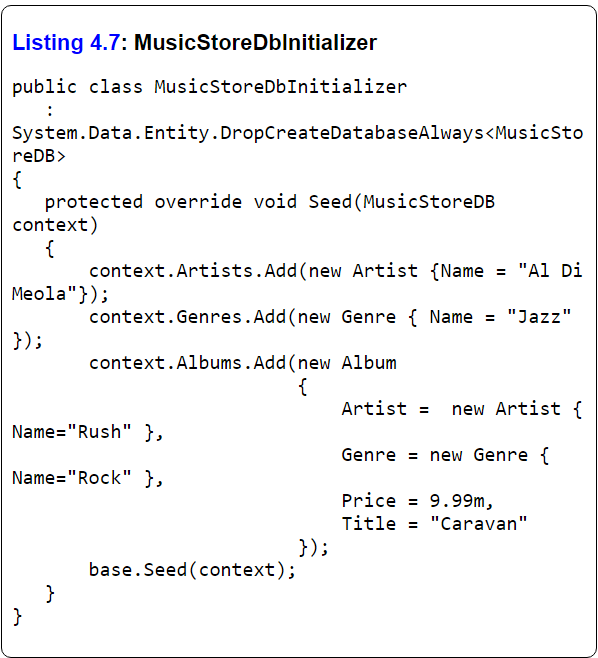 Listing 4.7: MusicStoreDbInitializer
public class MusicStoreDbInitializer
   :
System.Data.Entity.DropCreateDatabaseAlways<MusicSto
reDB>
{
   protected override void Seed(MusicStoreDB
context)
   {
       context.Artists.Add(new Artist {Name = "Al Di
Meola"});
       context.Genres.Add(new Genre { Name = "Jazz"
});
       context.Albums.Add(new Album
                          {
                              Artist =  new Artist {
Name="Rush" },
                              Genre = new Genre {
Name="Rock" },
                              Price = 9.99m,
                              Title = "Caravan"
                          });
       base.Seed(context);
   }
}